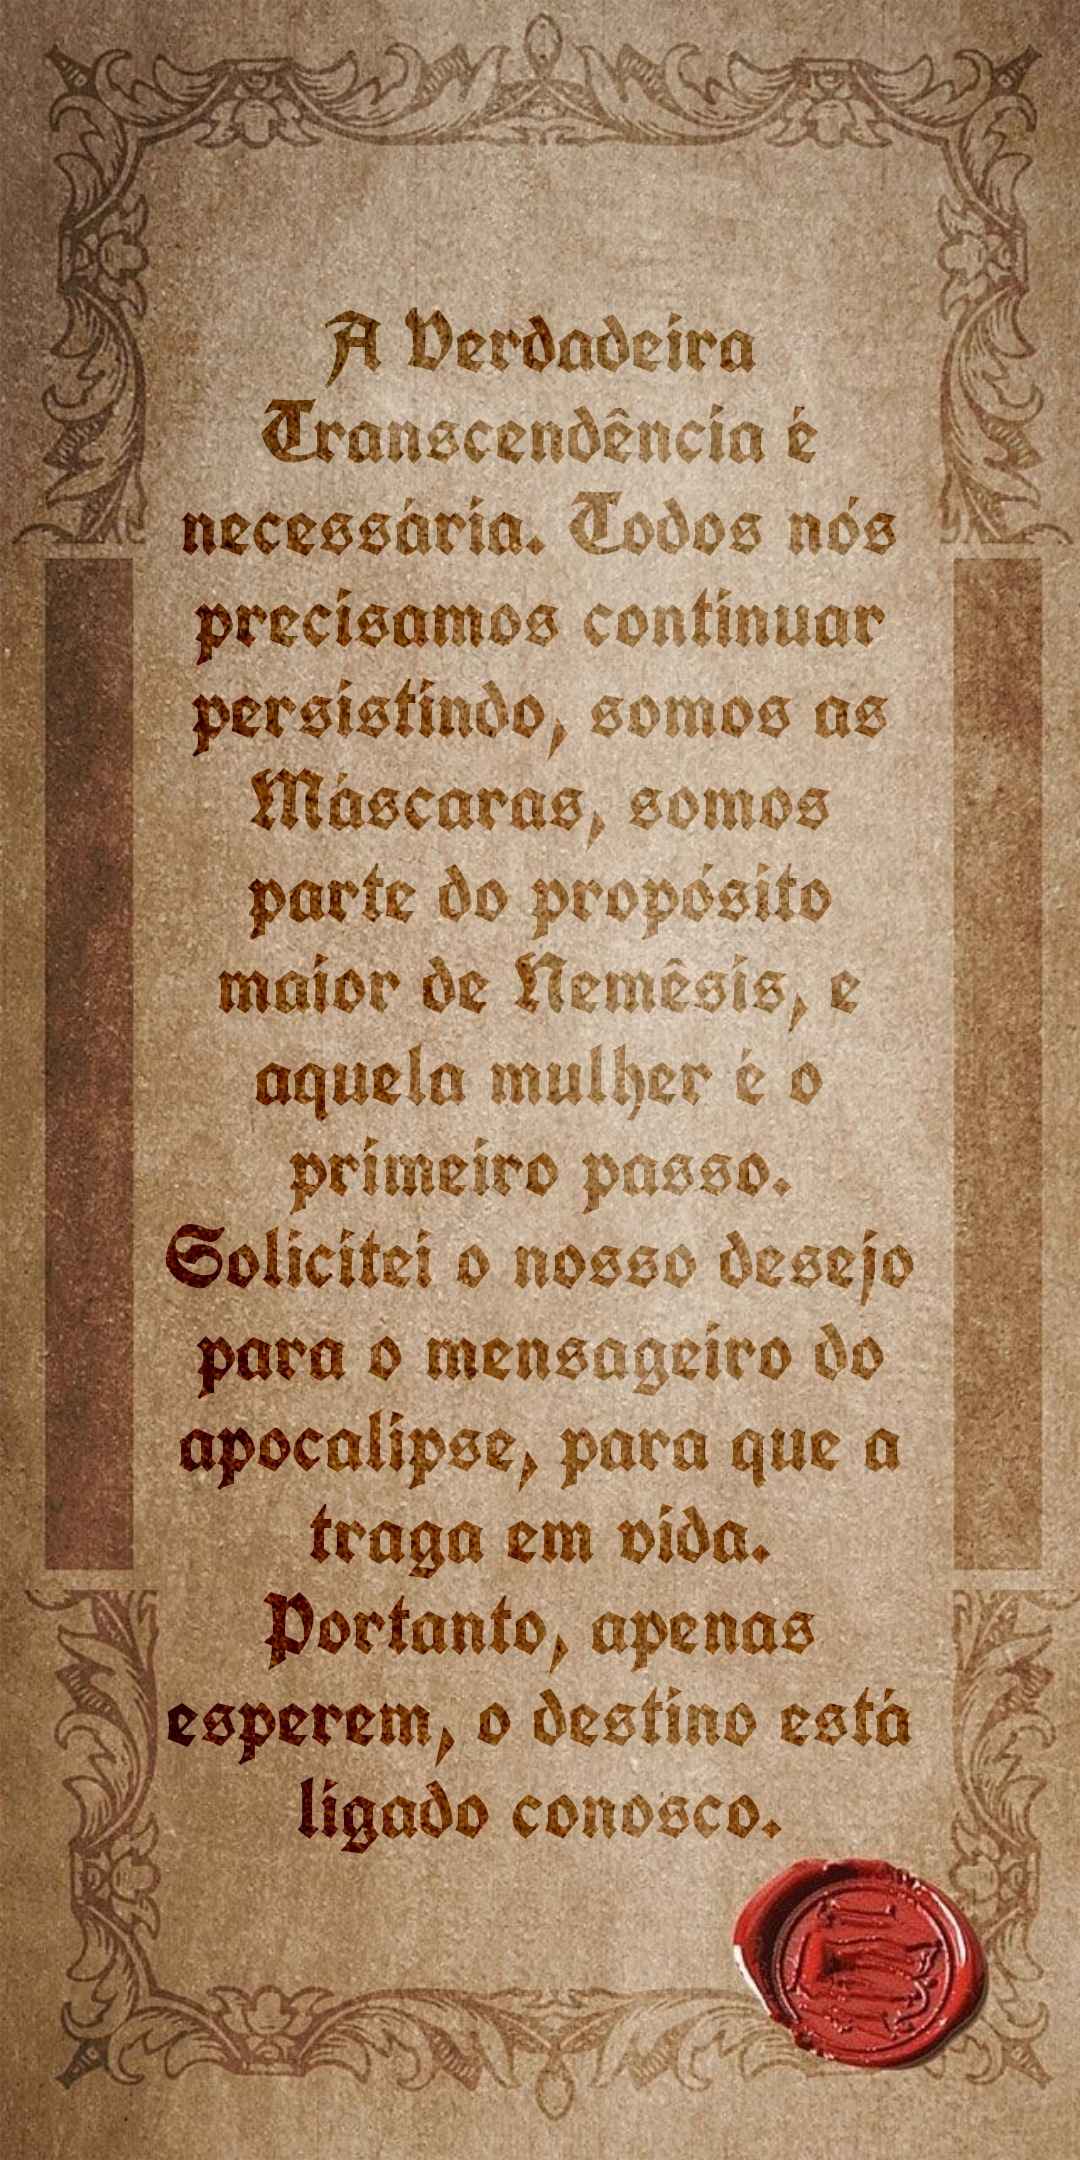 A Verdadeira
Transcendência é
necessária. Todos nós
precisamos continuar
persistindo, somos as
Máscaras, somos
parte do propósito
maior de Nemêsis, e
aquela mulher é o
primeiro passo.
Solicitei o nosso desejo
para o mensageiro do
apocalipse, para que a
traga em vida.
Portanto, apenas
esperem, o destino está
ligado conosco.